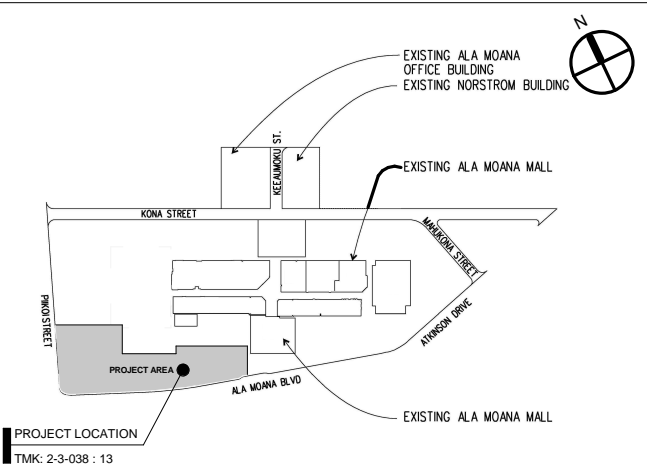 N
EXISTING ALA MOANA
OFFICE BUILDING
EXISTING NORSTROM BUILDING
KEEAUMOKU ST.
EXISTING ALA MOANA MALL
KONA STREET
MAHUKONA STREET
PIIKOI STREET
ATKINSON DRIVE
PROJECT AREA
ALA MOANA BLVD
EXISTING ALA MOANA MALL
PROJECT LOCATION
TMK: 2-3-038 : 13